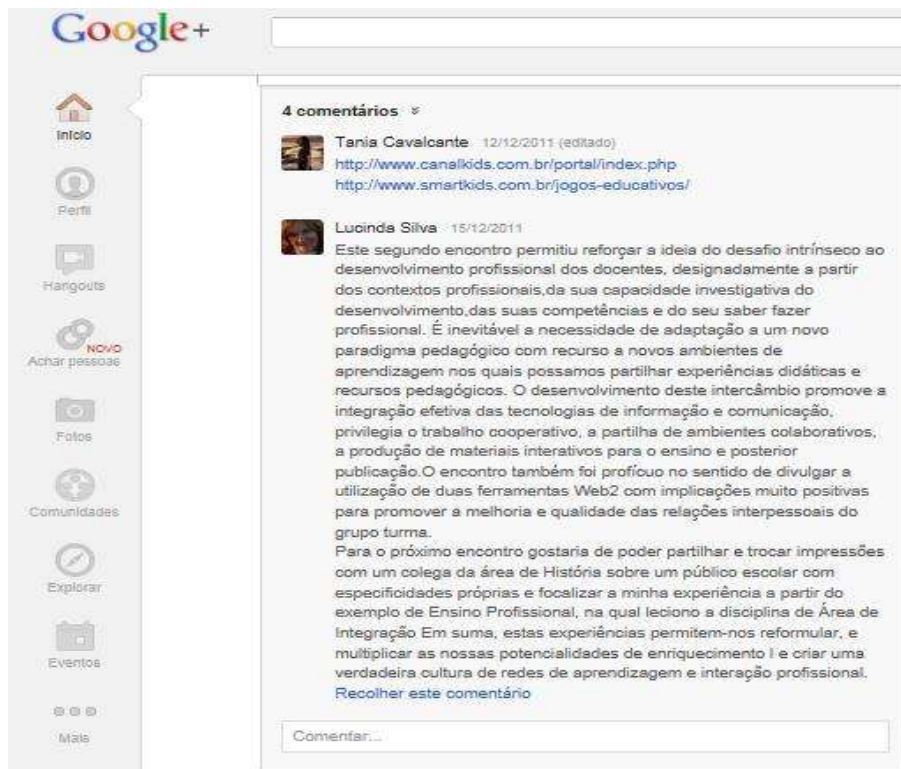 Google+
Início
Perfil
Hangouts
NOVO
Achar pessoas
Fotos
Comunidades
Explorar
Eventos
Mais
4 comentários
Tania Cavalcante 12/12/2011 (editado)
http://www.canalkids.com.br/portal/index.php
http://www.smartkids.com.br/jogos-educativos/
Lucinda Silva 15/12/2011
Este segundo encontro permitiu reforçar a ideia do desafio intrínseco ao
desenvolvimento profissional dos docentes, designadamente a partir
dos contextos profissionais,da sua capacidade investigativa do
desenvolvimento,das suas competências e do seu saber fazer
profissional. É inevitável a necessidade de adaptação a um novo
paradigma pedagógico com recurso a novos ambientes de
aprendizagem nos quais possamos partilhar experiências didáticas e
recursos pedagógicos. O desenvolvimento deste intercâmbio promove a
integração efetiva das tecnologias de informação e comunicação,
privilegia o trabalho cooperativo, a partilha de ambientes colaborativos,
a produção de materiais interativos para o ensino e posterior
publicação.O encontro também foi profícuo no sentido de divulgar a
utilização de duas ferramentas Web2 com implicações muito positivas
para promover a melhoria e qualidade das relações interpessoais do
grupo turma.
Para o próximo encontro gostaria de poder partilhar e trocar impressões
com um colega da área de História sobre um público escolar com
especificidades próprias e focalizar a minha experiência a partir do
exemplo de Ensino Profissional, na qual leciono a disciplina de Área de
Integração Em suma, estas experiências permitem-nos reformular, e
multiplicar as nossas potencialidades de enriquecimento l e criar uma
verdadeira cultura de redes de aprendizagem e interação profissional.
Recolher este comentário
Comentar...